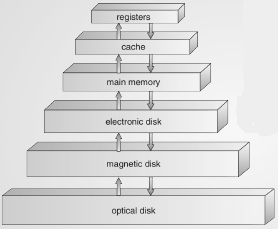 registers
cache
main memory
electronic disk
magnetic disk
optical disk